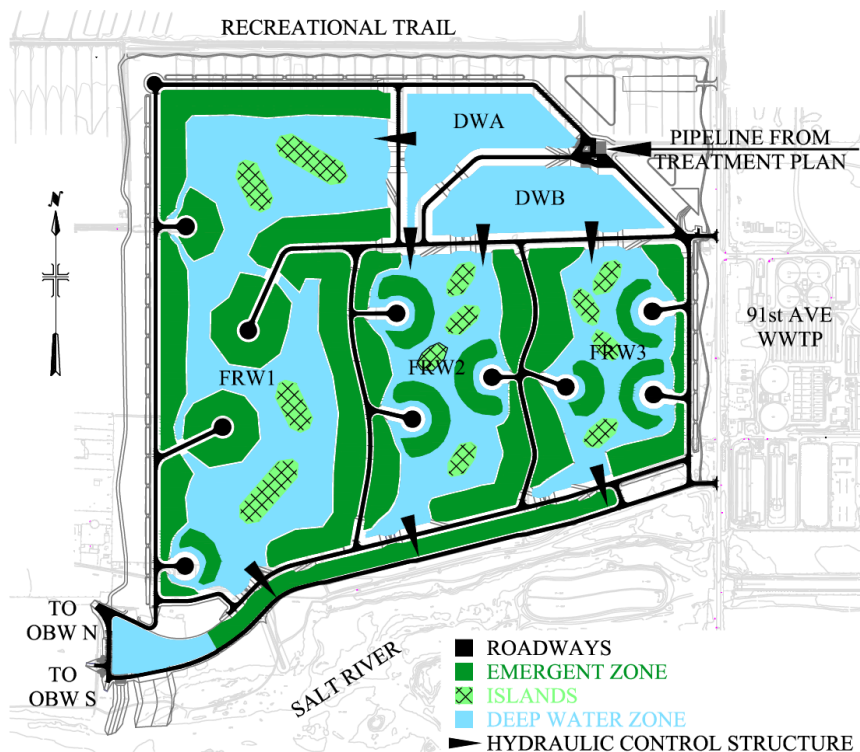 RECREATIONAL TRAIL
DWA
PIPELINE FROM
TREATMENT PLAN
DWB
N
91st AVE
WWTP
FRW1
FRW2
FRW3
TO
OBW N
TO
OBW S
SALT RIVER
ROADWAYS
EMERGENT ZONE
ISLANDS
DEEP WATER ZONE
HYDRAULIC CONTROL STRUCTURE